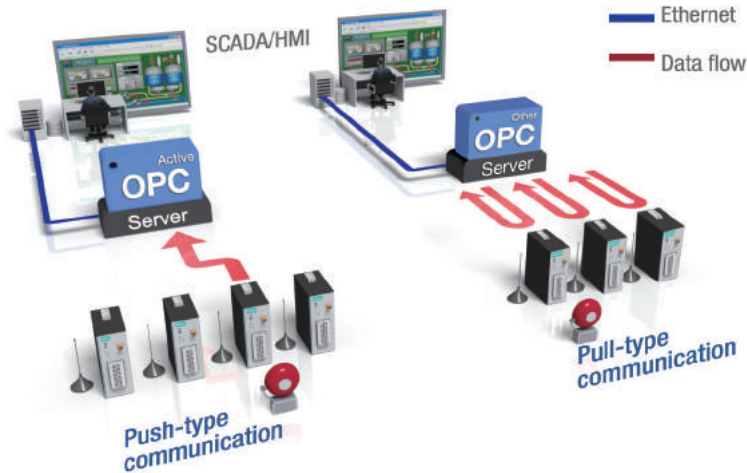 SCADA/HMI
Ethernet
Data flow
Active
OPC
Server
Other
OPC
Server
Push-type
communication
Pull-type
communication